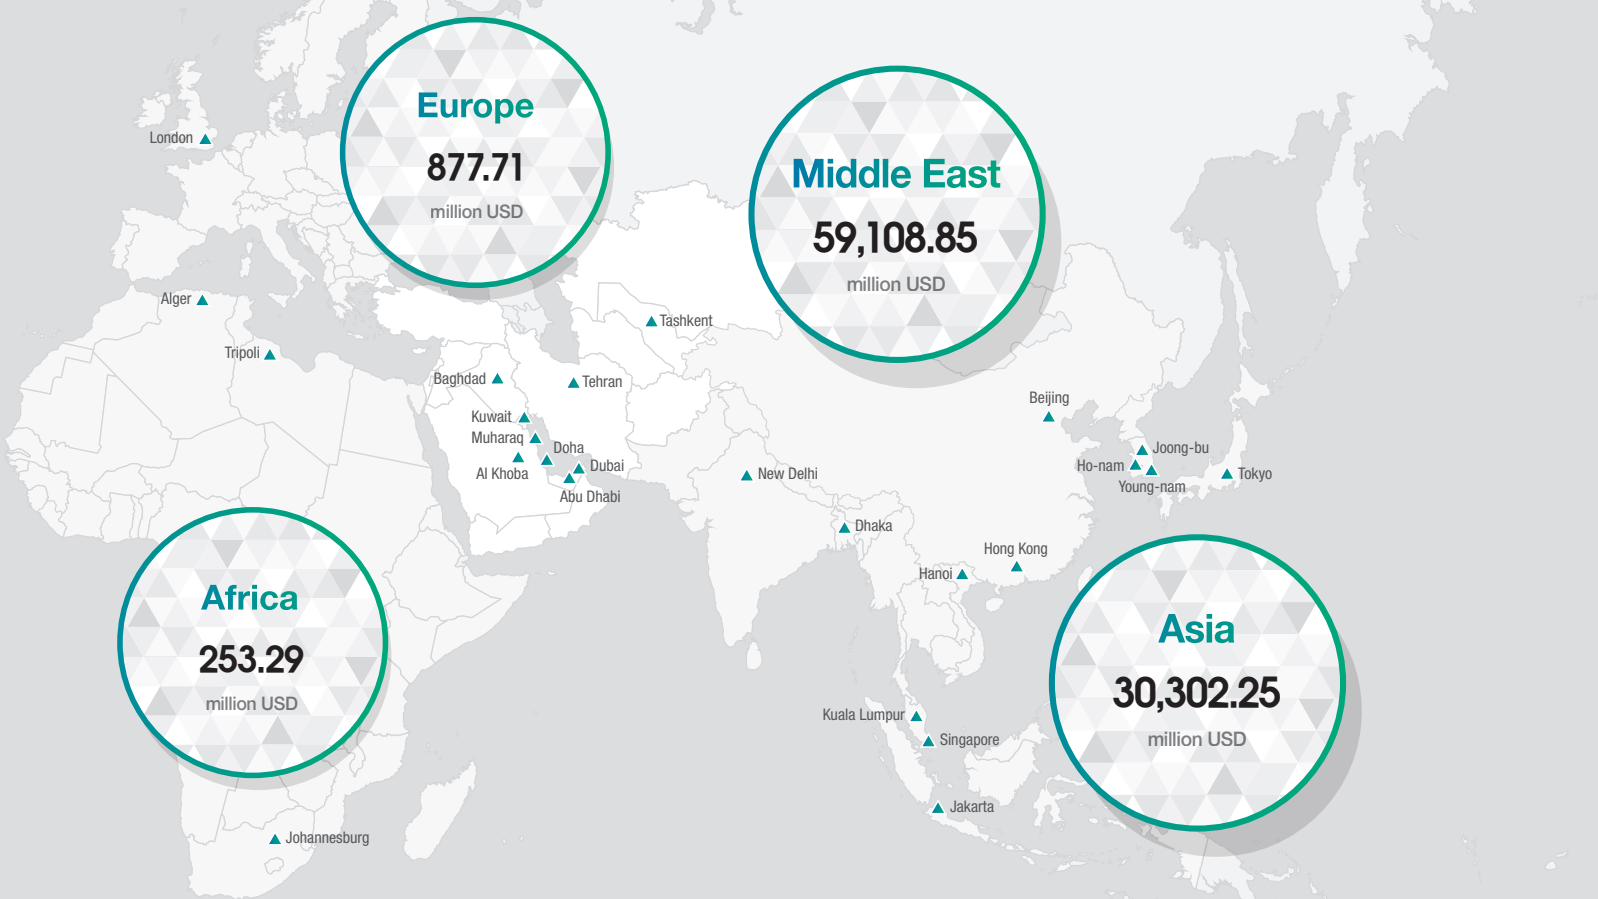 Europe
877.71
million USD
Middle East
59,108.85
million USD
London
Alger
Tripoli
Tashkent
Baghdad
Tehran
Kuwait
Muharaq
Doha
Al Khoba
Dubai
Abu Dhabi
New Delhi
Dhaka
Beijing
Joong-bu
Ho-nam
Young-nam
Tokyo
Hong Kong
Hanoi
Africa
253.29
million USD
Asia
30,302.25
million USD
Kuala Lumpur
Singapore
Jakarta
Johannesburg